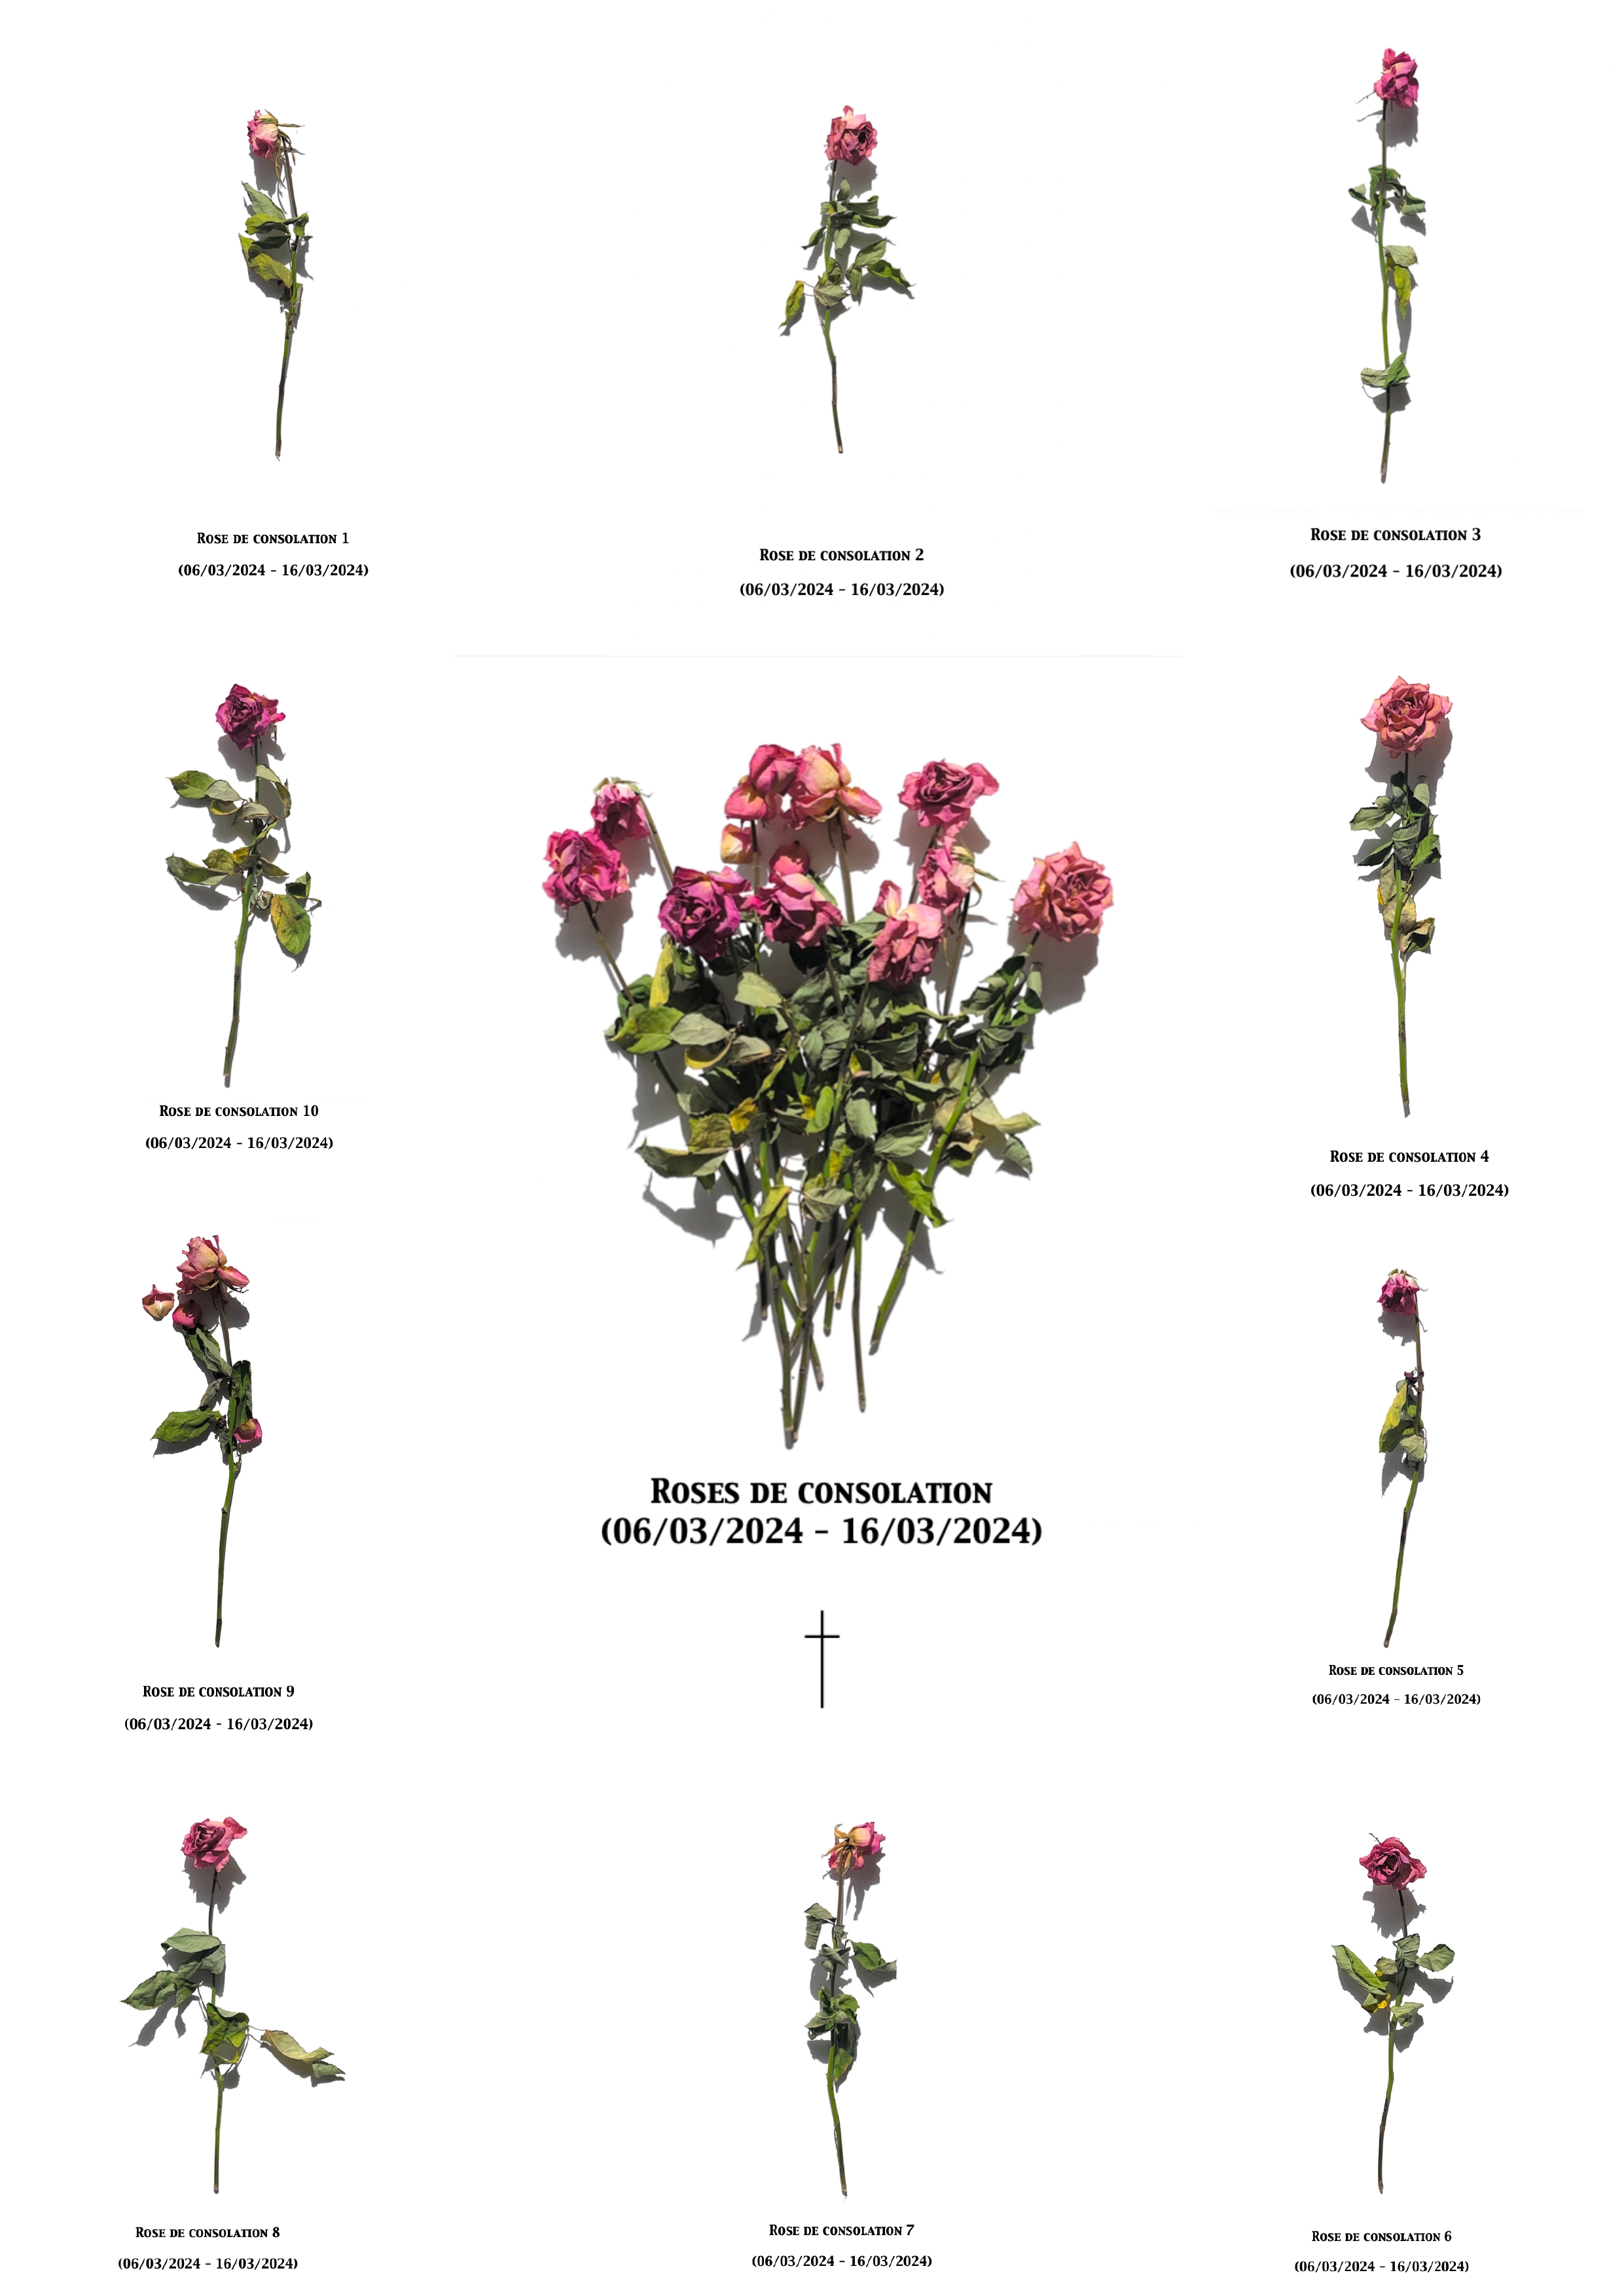 Rose de consolation 1
(06/03/2024 - 16/03/2024)
Rose de consolation 2
(06/03/2024 - 16/03/2024)
Rose de consolation 3
(06/03/2024 - 16/03/2024)
Rose de consolation 10
(06/03/2024 - 16/03/2024)
Rose de consolation 4
(06/03/2024 - 16/03/2024)
Roses de consolation
(06/03/2024 - 16/03/2024)
Rose de consolation 9
(06/03/2024 - 16/03/2024)
Rose de consolation 5
(06/03/2024 - 16/03/2024)
Rose de consolation 8
(06/03/2024 - 16/03/2024)
Rose de consolation 7
(06/03/2024 - 16/03/2024)
Rose de consolation 6
(06/03/2024 - 16/03/2024)